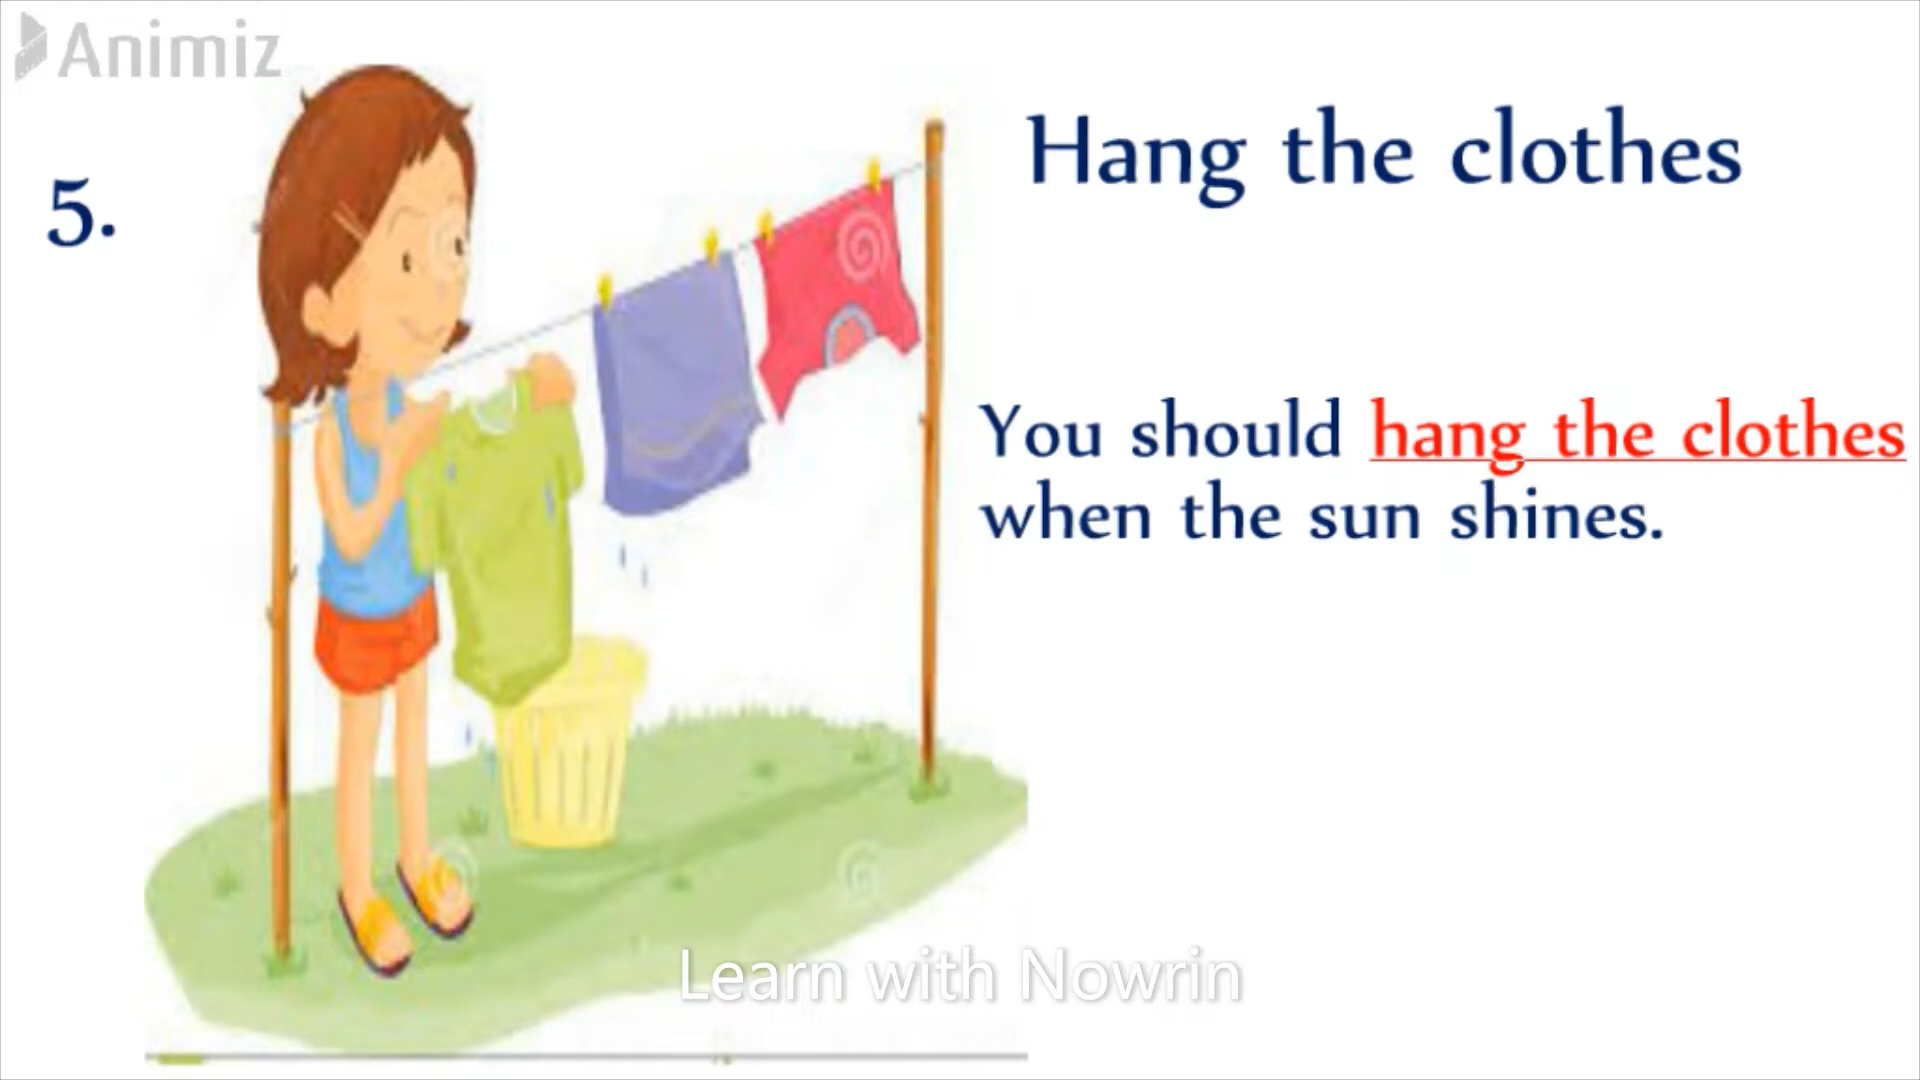 Animiz
5.
Hang the clothes
You should hang the clothes
when the sun shines.
Learn with Nowrin